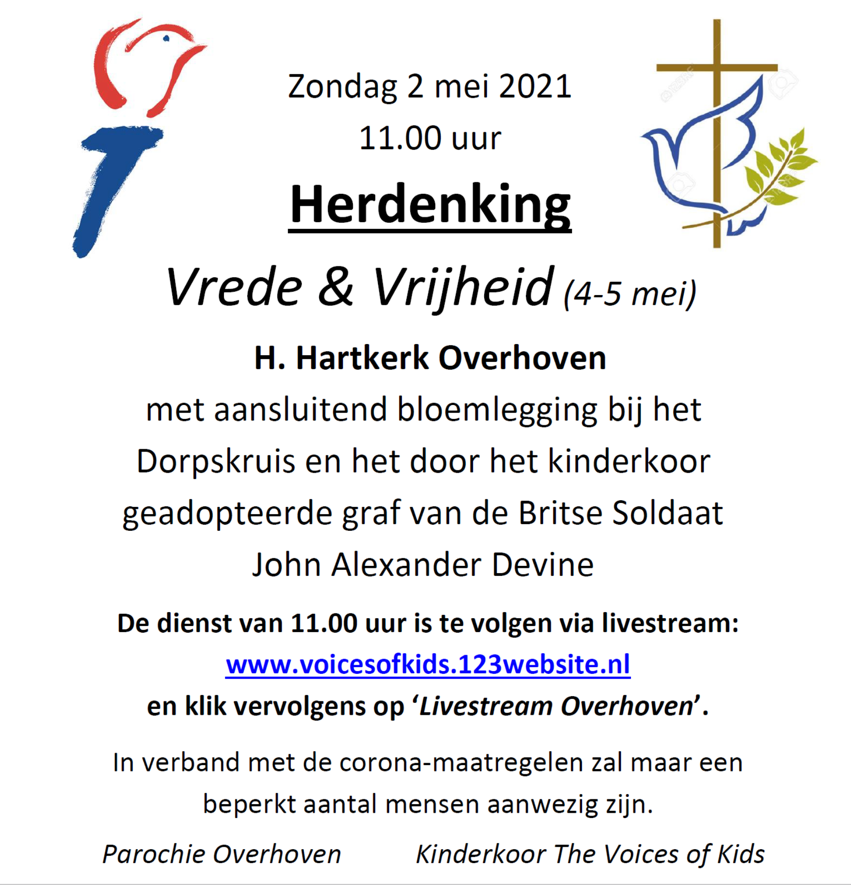 Zondag 2 mei 2021
11.00 uur
Herdenking
Vrede & Vrijheid (4-5 mei)
H. Hartkerk Overhoven
met aansluitend bloemlegging bij het
Dorpskruis en het door het kinderkoor
geadopteerde graf van de Britse Soldaat
John Alexander Devine
De dienst van 11.00 uur is te volgen via livestream:
www.voicesofkids.123website.nl
en klik vervolgens op ‘Livestream Overhoven’.
In verband met de corona-maatregelen zal maar een
beperkt aantal mensen aanwezig zijn.
Parochie Overhoven Kinderkoor The Voices of Kids